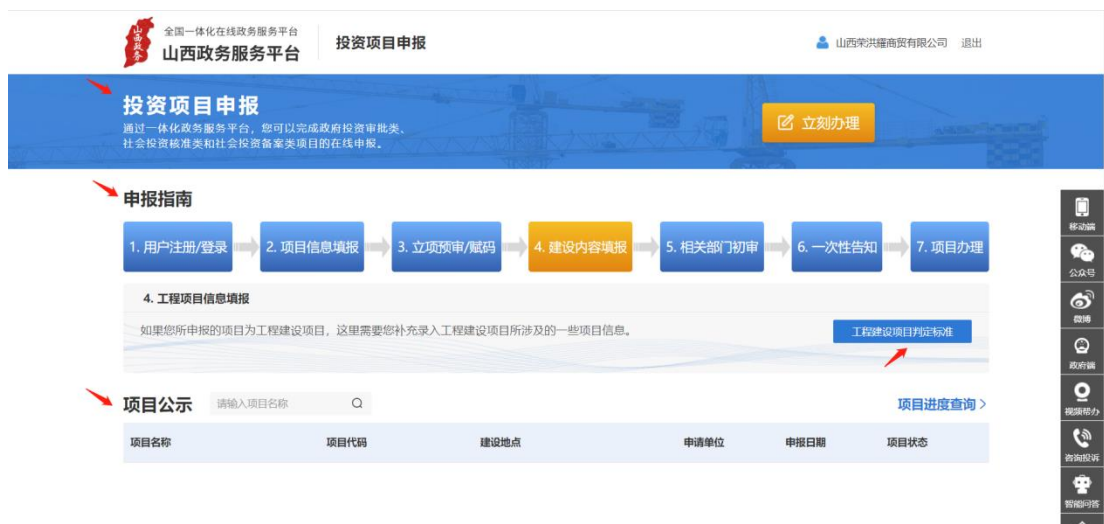 山西政务
全国一体化在线政务服务平台
山西政务服务平台
投资项目申报
山西荣洪耀商贸有限公司
退出
投资项目申报
通过一体化政务服务平台，您可以完成政府投资审批类、
社会投资核准类和社会投资备案类项目的在线申报。
立刻办理
申报指南
1. 用户注册/登录
2. 项目信息填报
3. 立项预审/赋码
4. 建设内容填报
5. 相关部门初审
6. 一次性告知
7. 项目办理
4. 工程项目信息填报
如果您所申报的项目为工程建设项目，这里需要您补充录入工程建设项目所涉及的一些项目信息。
工程建设项目判定标准
项目公示
请输入项目名称
项目进度查询 >
项目名称
项目代码
建设地点
申请单位
申报日期
项目状态
移动端
公众号
微博
政府端
视频帮办
咨询投诉
智能问答